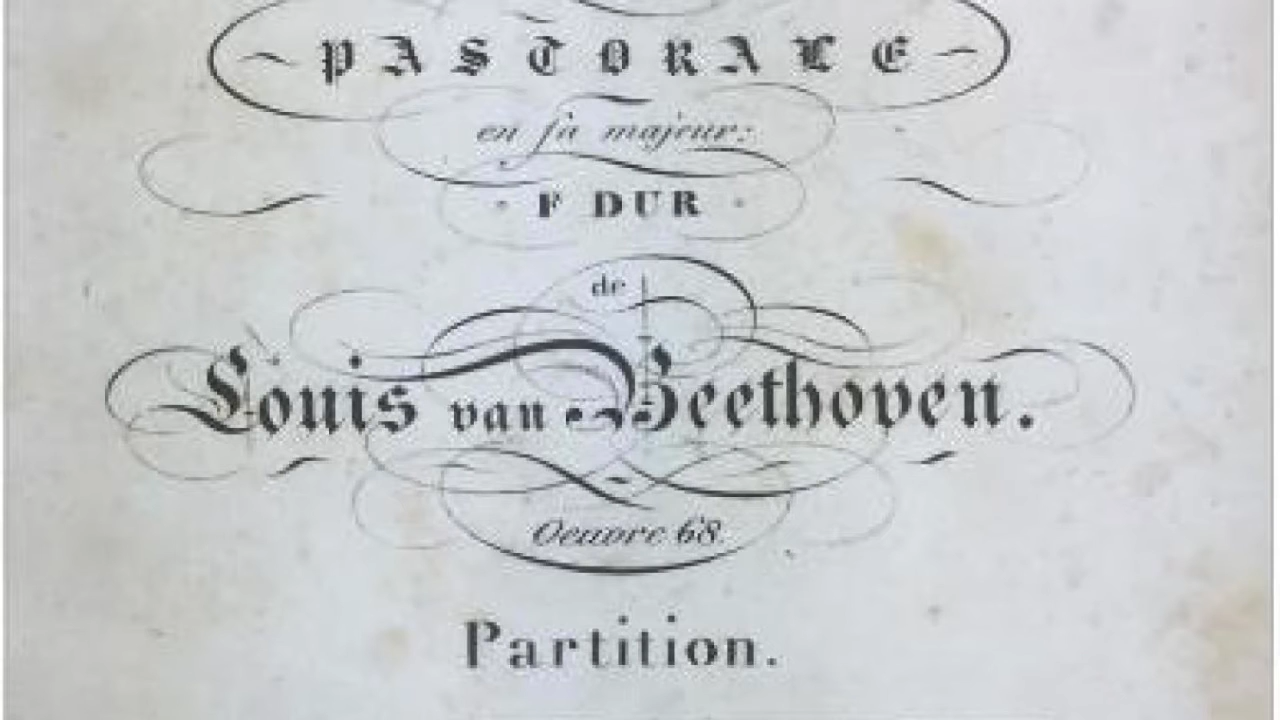 PASTORALE
en fa majeur:
F DUR
de
Louis van Beethoven.
Oeuvre 68.
Partition.